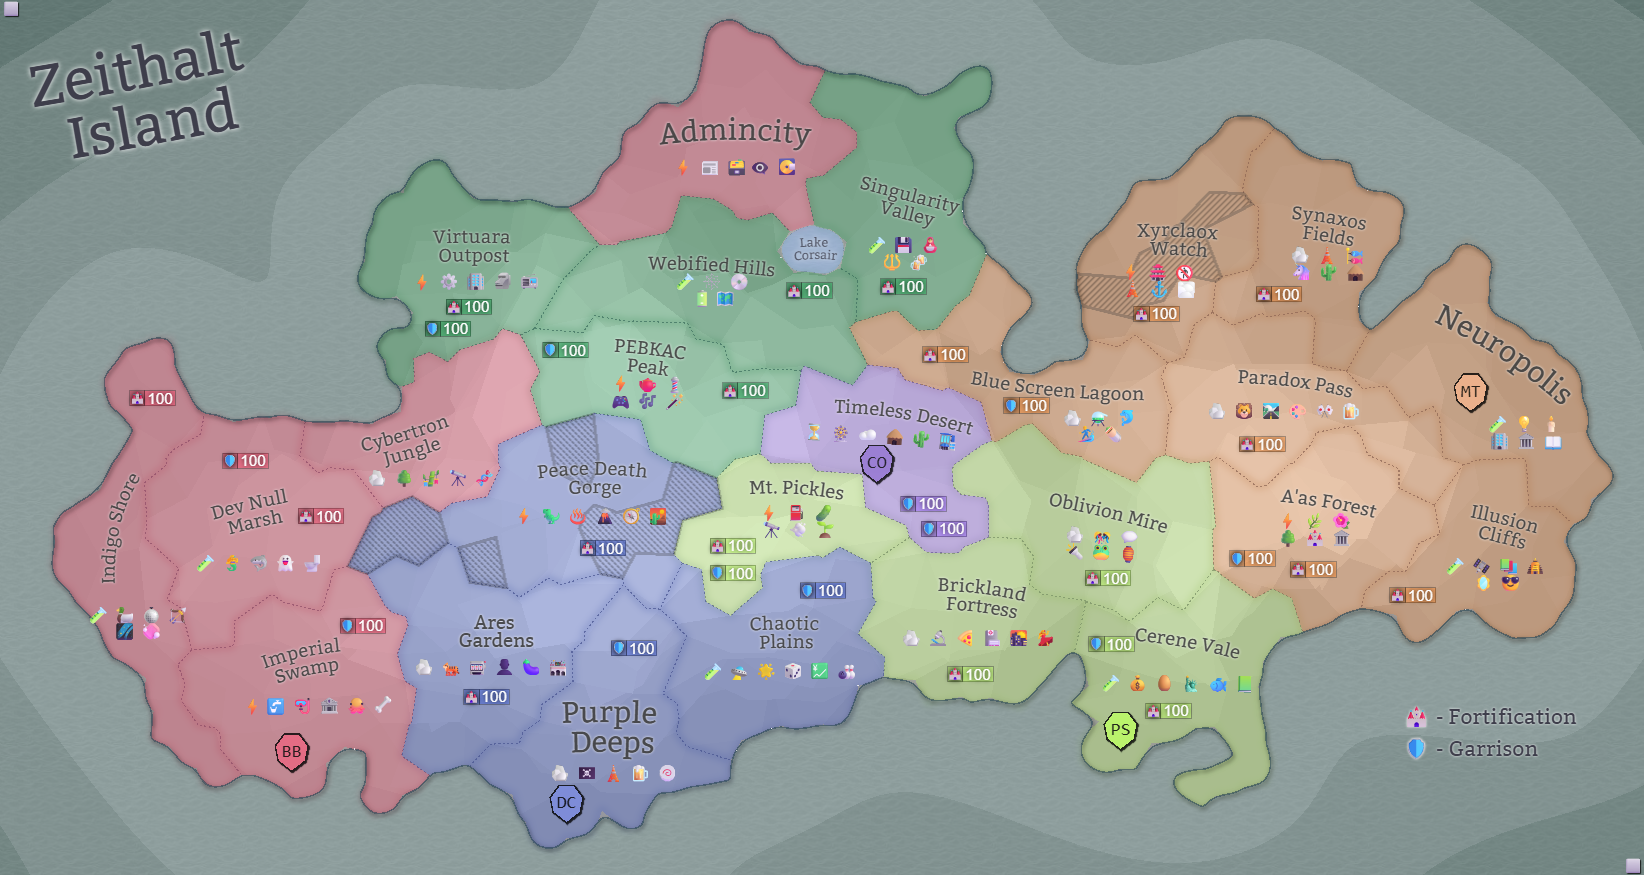 Zeithalt
Island
Admincity
Singularity
Valley
Virtuara
Outpost
100
100
Webified Hills
Lake
Corsair
100
100
Xyrclaox
Watch
100
Synaxos
Fields
100
Neuropolis
MT
PEBKAC
Peak
100
100
100
Blue Screen Lagoon
100
Paradox Pass
100
100
Cybertron
Jungle
Timeless Desert
CO
100
100
Indigo Shore
100
Dev Null
Marsh
100
Peace Death
Gorge
100
Mt. Pickles
100
100
Oblivion Mire
100
A'as Forest
100
100
Illusion
Cliffs
100
Imperial
Swamp
100
BB
Ares
Gardens
100
100
Purple
Deeps
DC
100
Chaotic
Plains
Brickland
Fortress
100
100
Cerene Vale
100
PS
- Fortification
- Garrison